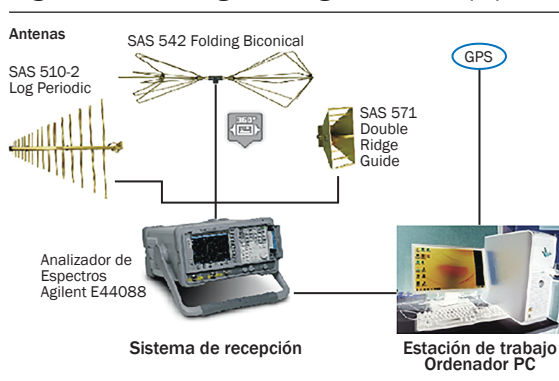 Antenas
SAS 542 Folding Biconical
SAS 510-2
Log Periodic
GPS
360°
SAS 571
Double
Ridge
Guide
Analizador de
Espectros
Agilent E44088
Sistema de recepción
Estación de trabajo
Ordenador PC